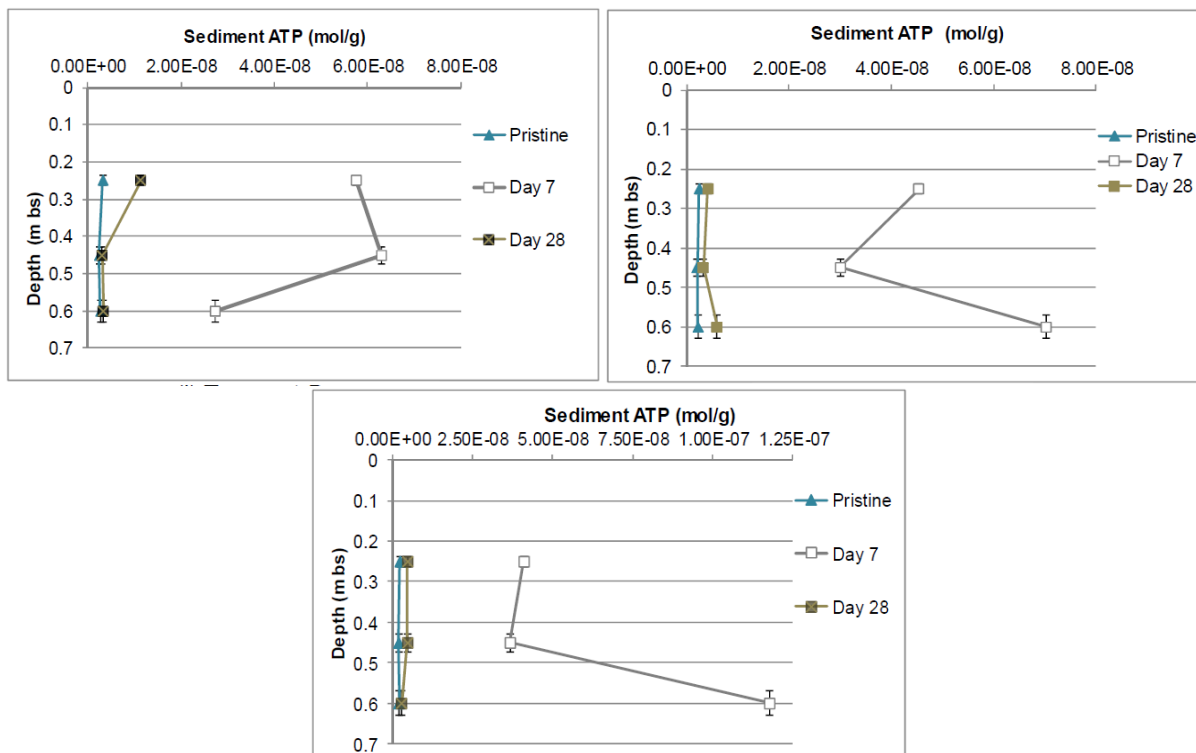 Sediment ATP (mol/g)
0.00E+00 2.00E-08 4.00E-08 6.00E-08 8.00E-08
0
0.1
0.2
0.3
0.4
0.5
0.6
0.7
Depth (m bs)
Pristine
Day 7
Day 28
Sediment ATP (mol/g)
0.00E+00 2.00E-08 4.00E-08 6.00E-08 8.00E-08
0
0.1
0.2
0.3
0.4
0.5
0.6
0.7
Depth (m bs)
Pristine
Day 7
Day 28
Sediment ATP (mol/g)
0.00E+00 2.50E-08 5.00E-08 7.50E-08 1.00E-07 1.25E-07
0
0.1
0.2
0.3
0.4
0.5
0.6
0.7
Depth (m bs)
Pristine
Day 7
Day 28